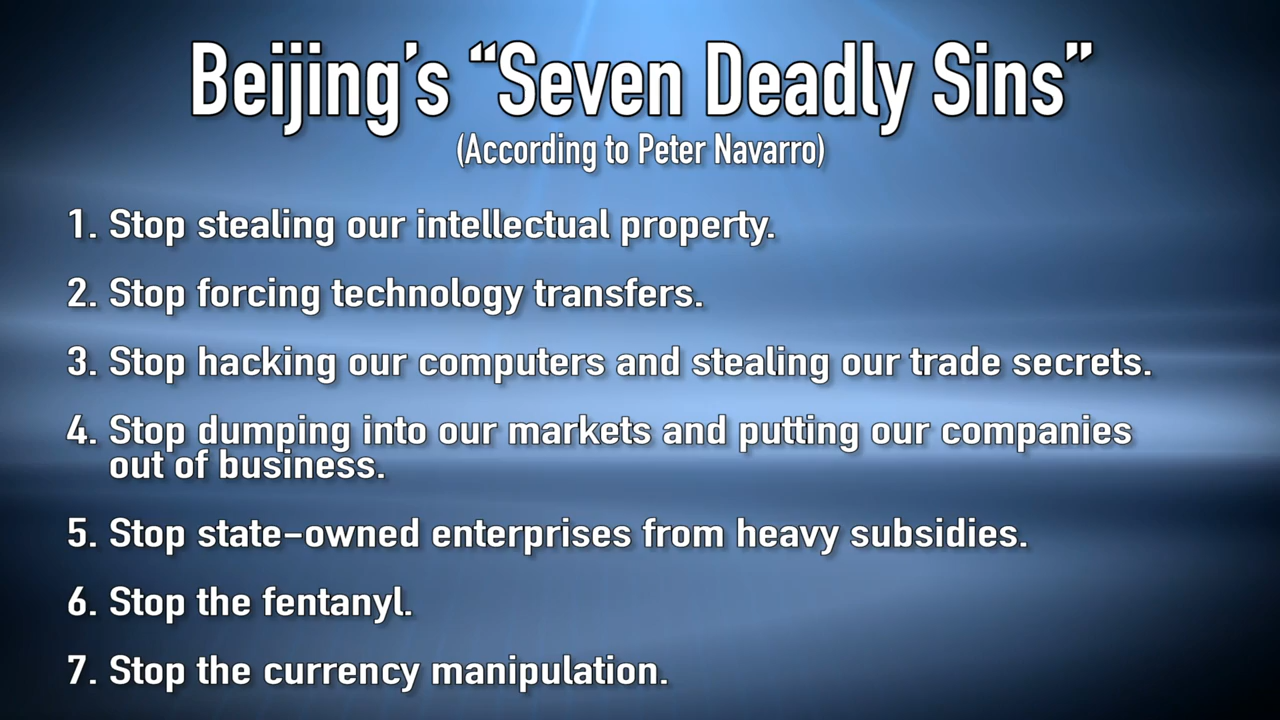 Beijing’s “Seven Deadly Sins”
(According to Peter Navarro)
1. Stop stealing our intellectual property.
2. Stop forcing technology transfers.
3. Stop hacking our computers and stealing our trade secrets.
4. Stop dumping into our markets and putting our companies
out of business.
5. Stop state-owned enterprises from heavy subsidies.
6. Stop the fentanyl.
7. Stop the currency manipulation.